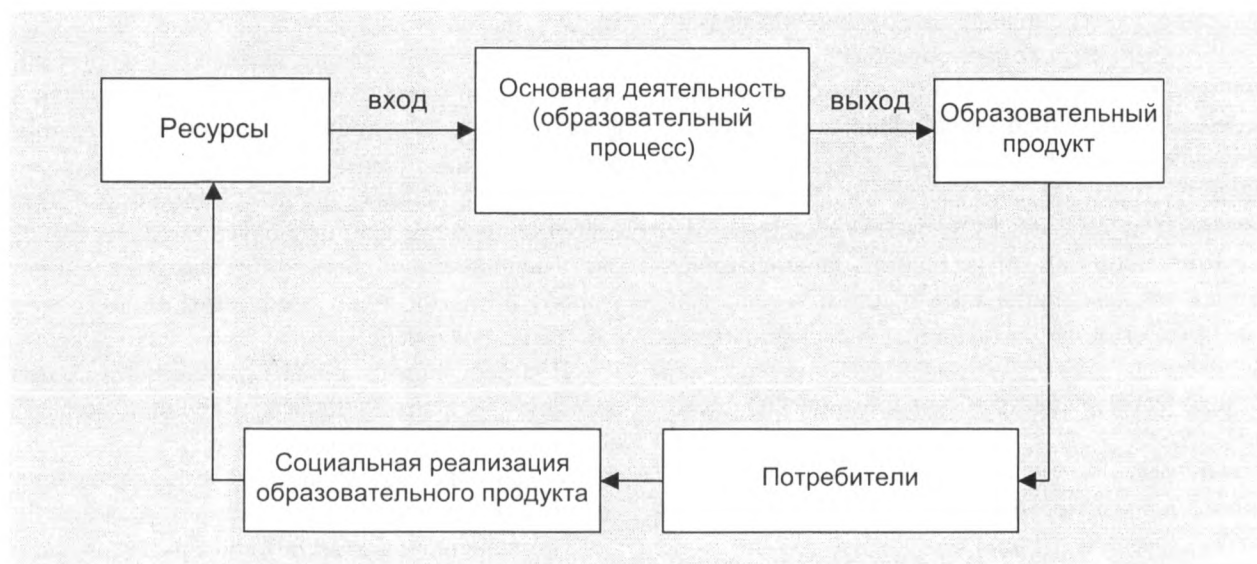 Ресурсы
вход
Основная деятельность
(образовательный
процесс)
выход
Образовательный
продукт
Социальная реализация
образовательного продукта
Потребители